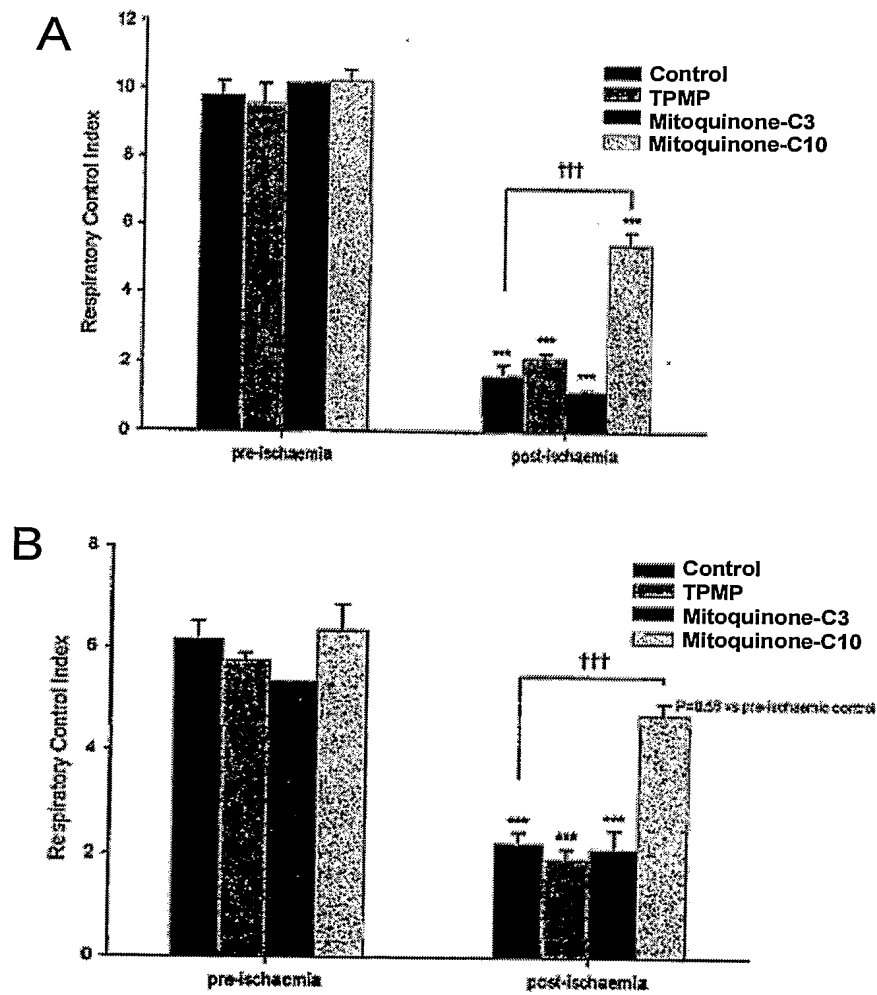 A
12
10
8
6
4
2
0
Respiratory Control Index
Control
TPMP
Mitoquinone-C3
Mitoquinone-C10
†††
***
***
***
***
pre-ischaemia
post-ischaemia
B
8
6
4
2
0
Respiratory Control Index
Control
TPMP
Mitoquinone-C3
Mitoquinone-C10
†††
vs pre-ischaemic control
***
***
***
pre-ischaemia
post-ischaemia